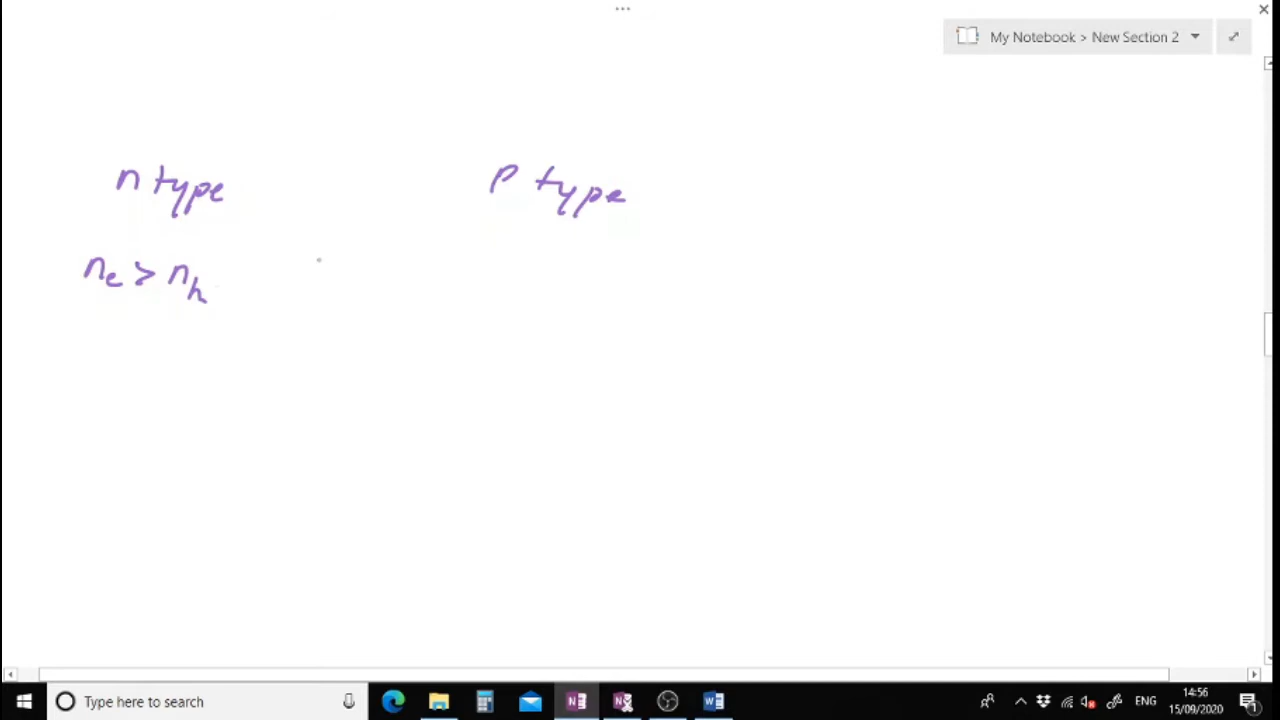 ...
My Notebook > New Section 2
n type
P type
nₑ > nₕ
Type here to search
ENG
14:56
15/09/2020
1